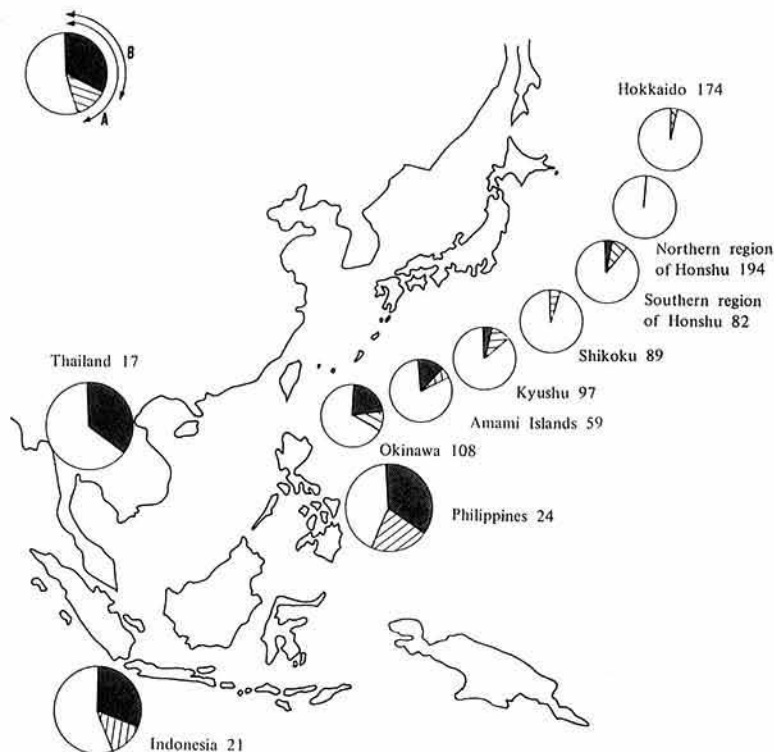 B
A
Hokkaido 174
Northern region
of Honshu 194
Southern region
of Honshu 82
Shikoku 89
Thailand 17
Kyushu 97
Amami Islands 59
Okinawa 108
Philippines 24
Indonesia 21